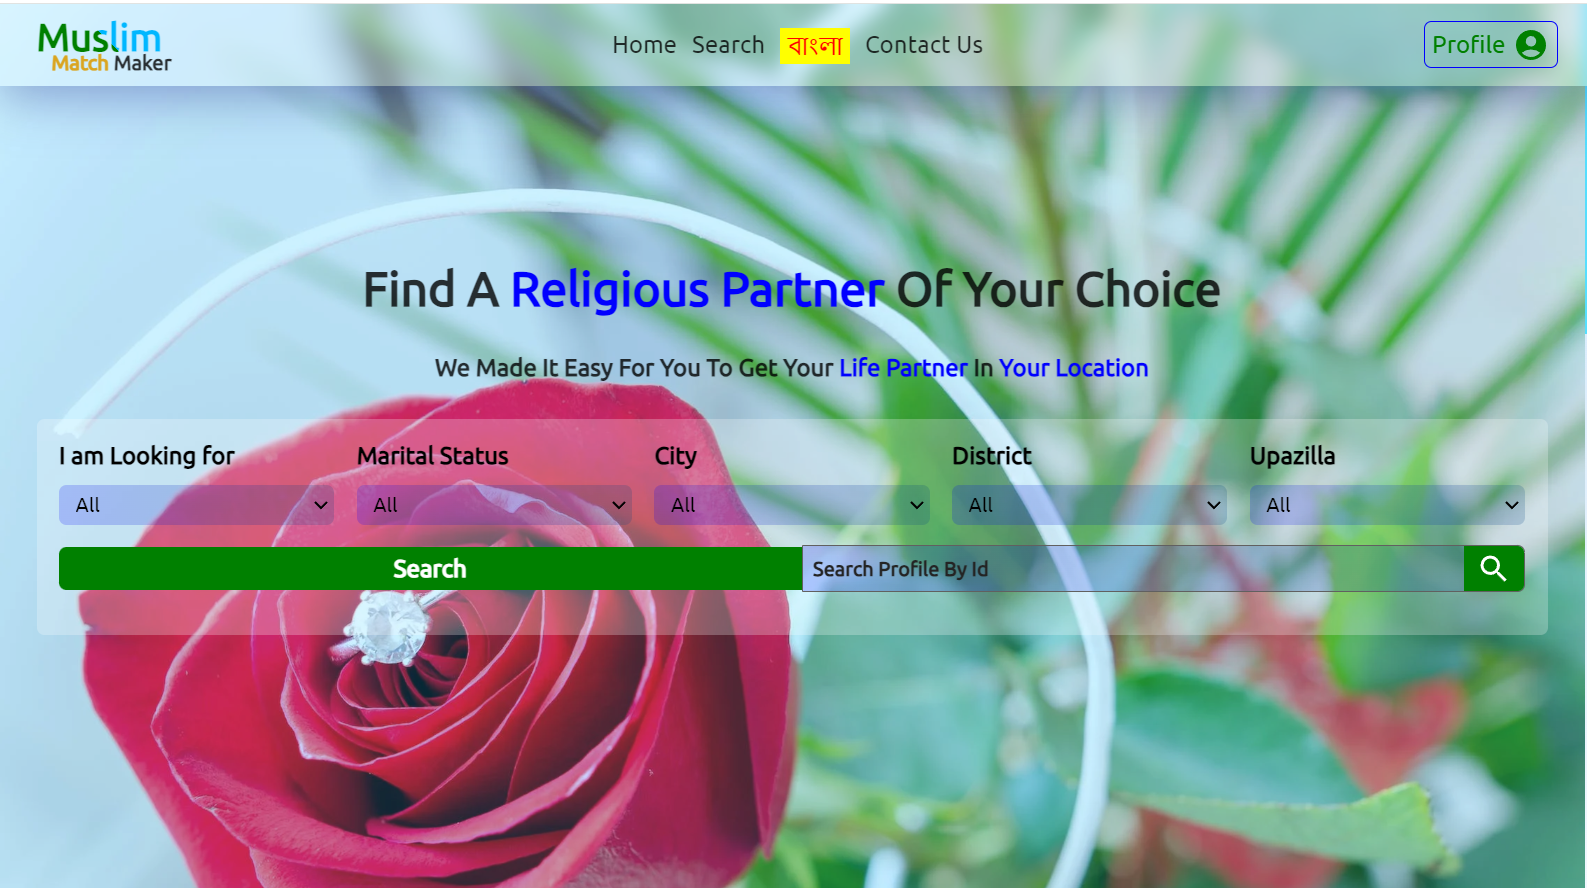 Muslim
Match Maker
Home Search বাংলা Contact Us
Profile
Find A Religious Partner Of Your Choice
We Made It Easy For You To Get Your Life Partner In Your Location
I am Looking for Marital Status City District Upazilla
All All All All All
Search Search Profile By Id